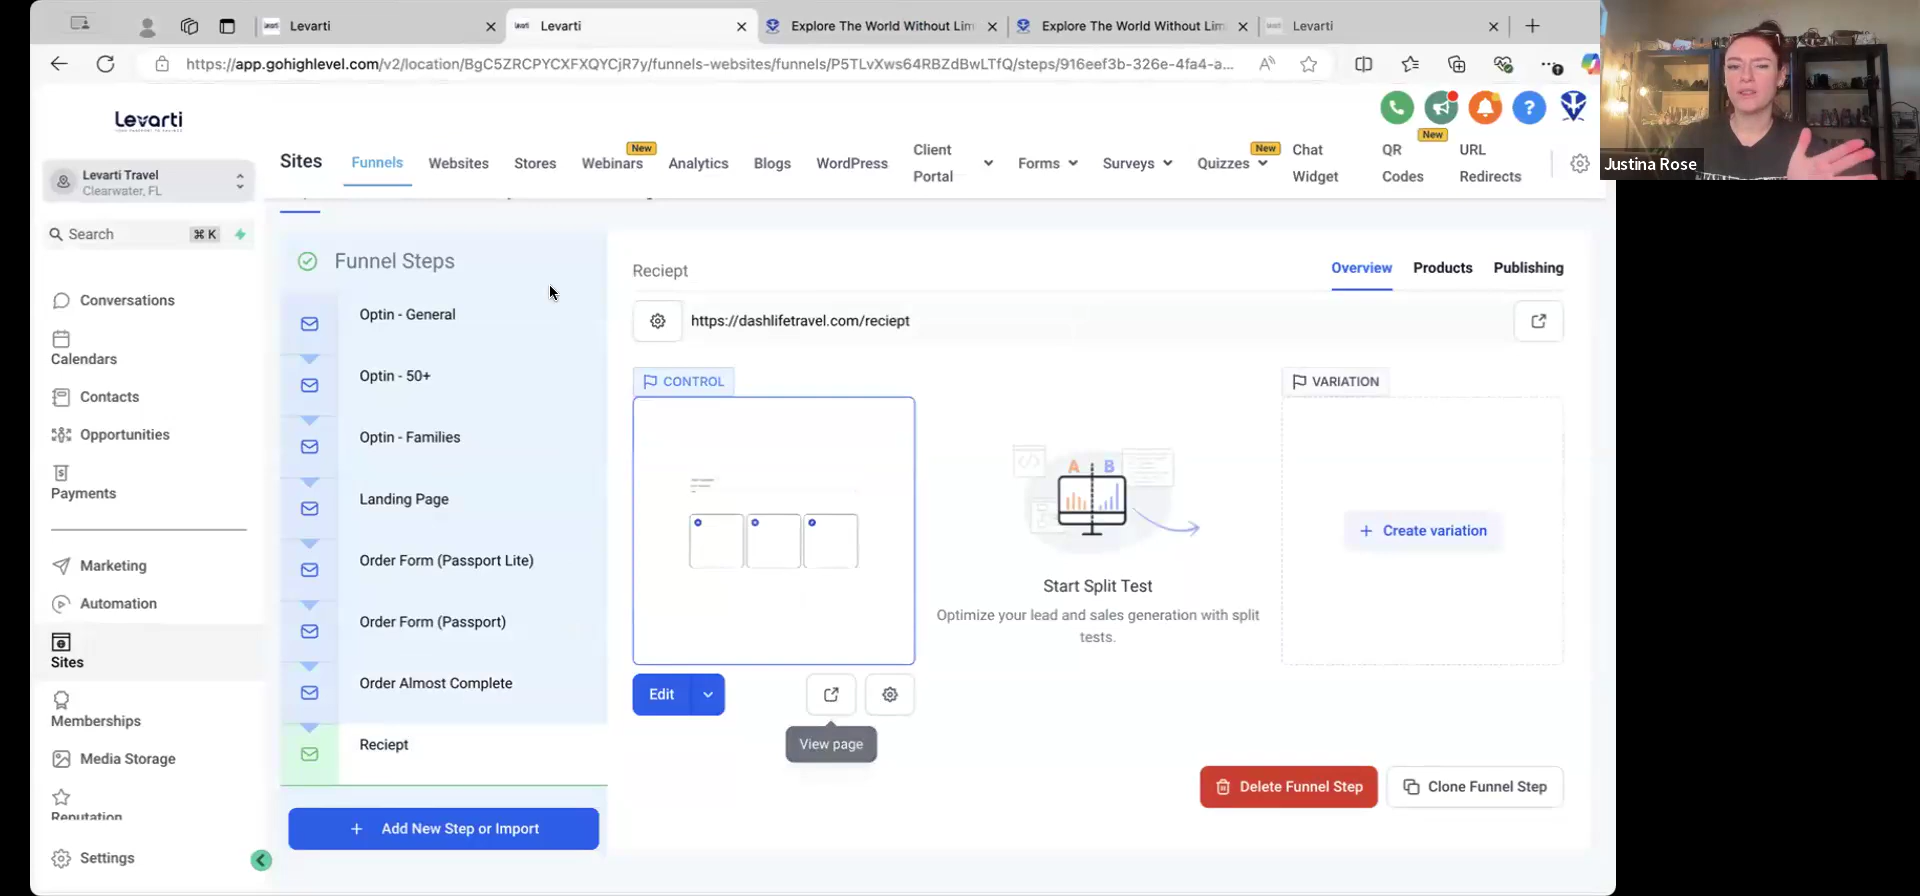 Levarti
Levarti
Explore The World Without Lim
Explore The World Without Lim
Levarti
https://app.gohighlevel.com/v2/location/BgC5ZRCPYCXFXQYCjR7y/funnels-websites/funnels/P5TLvXws64RBZdBwLTfQ/steps/916eef3b-326e-4fa4-a...
Justina Rose
Levarti
Levarti Travel
Clearwater, FL
Search
⌘ K
Conversations
Calendars
Contacts
Opportunities
Payments
Marketing
Automation
Sites
Memberships
Media Storage
Reputation
Settings
Sites
Funnels
Websites
Stores
Webinars
New
Analytics
Blogs
WordPress
Client
Portal
Forms
Surveys
Quizzes
New
Chat
Widget
New
QR
Codes
URL
Redirects
Funnel Steps
Optin - General
Optin - 50+
Optin - Families
Landing Page
Order Form (Passport Lite)
Order Form (Passport)
Order Almost Complete
Reciept
+ Add New Step or Import
Reciept
Overview
Products
Publishing
https://dashlifetravel.com/reciept
CONTROL
VARIATION
A B
Start Split Test
Optimize your lead and sales generation with split
tests.
+ Create variation
Edit
View page
Delete Funnel Step
Clone Funnel Step